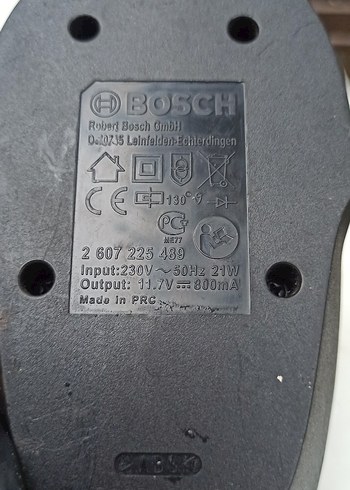 BOSCH
Robert Bosch GmbH
D-70735 Leinfelden-Echterdingen
CE 130°
ME77
2 607 225 489
Input:230V ~ 50Hz 21W
Output: 11.7V 800mA
Made in PRC